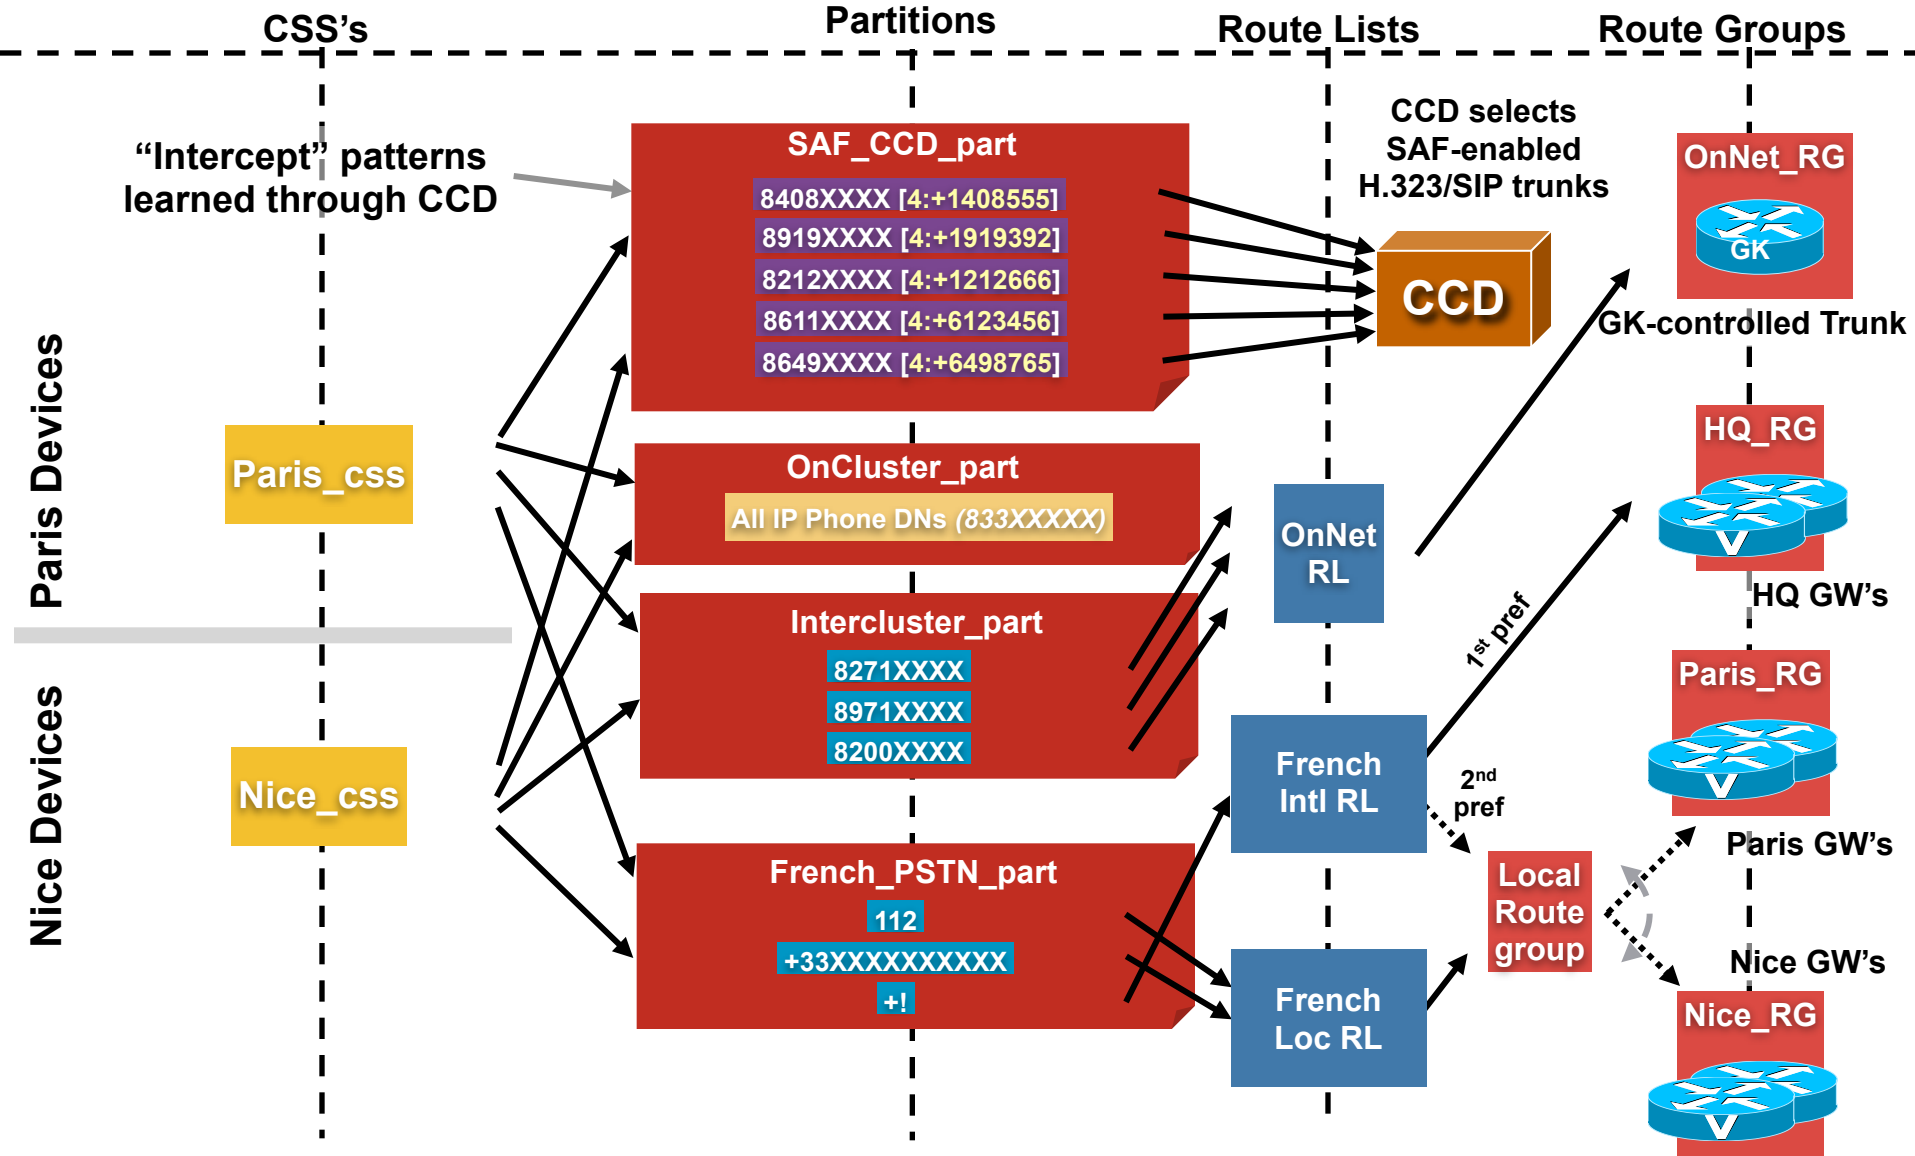 CSS’s
Partitions
Route Lists
Route Groups
“Intercept” patterns
learned through CCD
Paris Devices
Nice Devices
Paris_css
Nice_css
SAF_CCD_part
8408XXXX [4:+1408555]
8919XXXX [4:+1919392]
8212XXXX [4:+1212666]
8611XXXX [4:+6123456]
8649XXXX [4:+6498765]
OnCluster_part
All IP Phone DNs (833XXXXX)
Intercluster_part
8271XXXX
8971XXXX
8200XXXX
French_PSTN_part
112
+33XXXXXXXXXX
+!
CCD selects
SAF-enabled
H.323/SIP trunks
CCD
OnNet
RL
French
Intl RL
French
Loc RL
1st pref
2nd
pref
Local
Route
group
OnNet_RG
GK
GK-controlled Trunk
HQ_RG
V
HQ GW’s
Paris_RG
V
Paris GW’s
Nice GW’s
Nice_RG
V